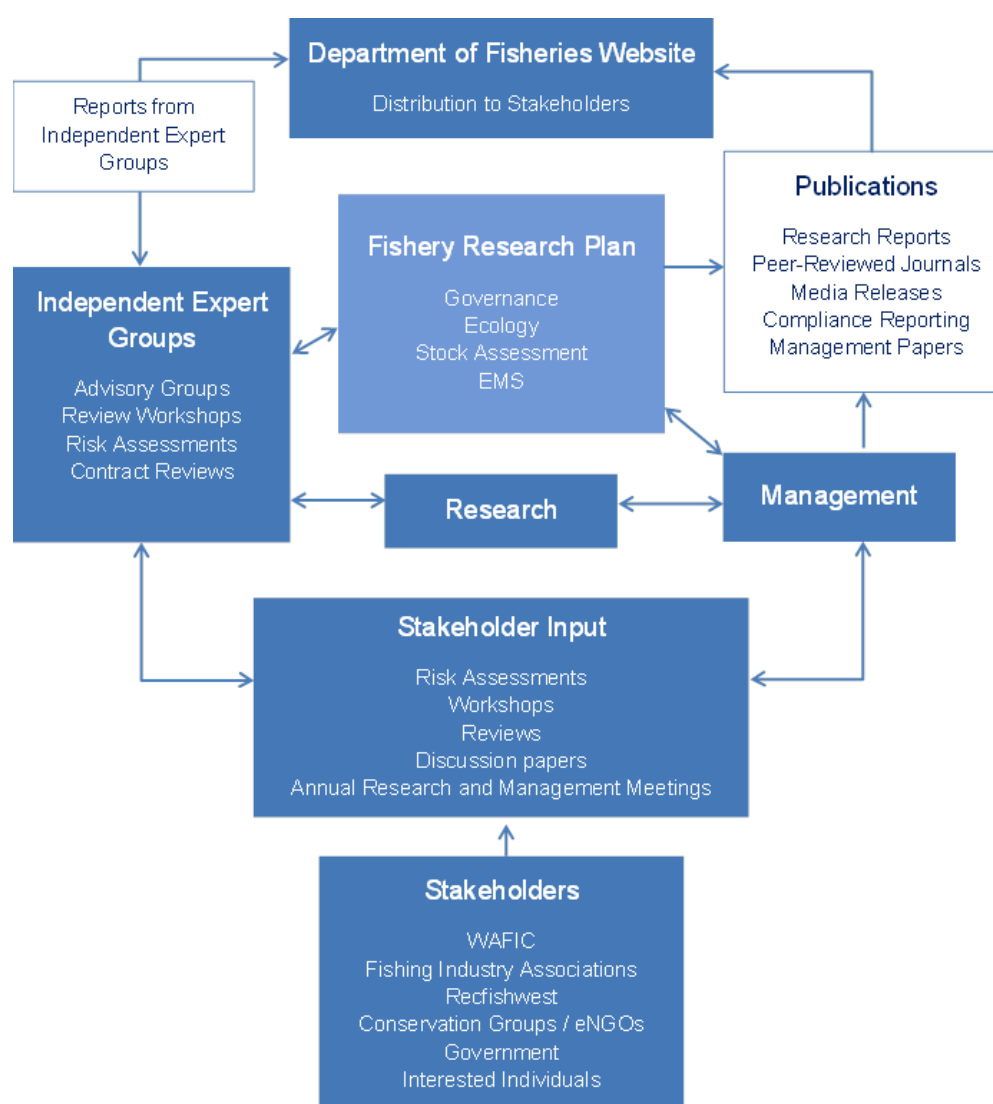 Department of Fisheries Website
Distribution to Stakeholders
Reports from
Independent Expert
Groups
Publications
Research Reports
Peer-Reviewed Journals
Media Releases
Compliance Reporting
Management Papers
Fishery Research Plan
Governance
Ecology
Stock Assessment
EMS
Independent Expert
Groups
Advisory Groups
Review Workshops
Risk Assessments
Contract Reviews
Research
Management
Stakeholder Input
Risk Assessments
Workshops
Reviews
Discussion papers
Annual Research and Management Meetings
Stakeholders
WAFIC
Fishing Industry Associations
Recfishwest
Conservation Groups / eNGOs
Government
Interested Individuals